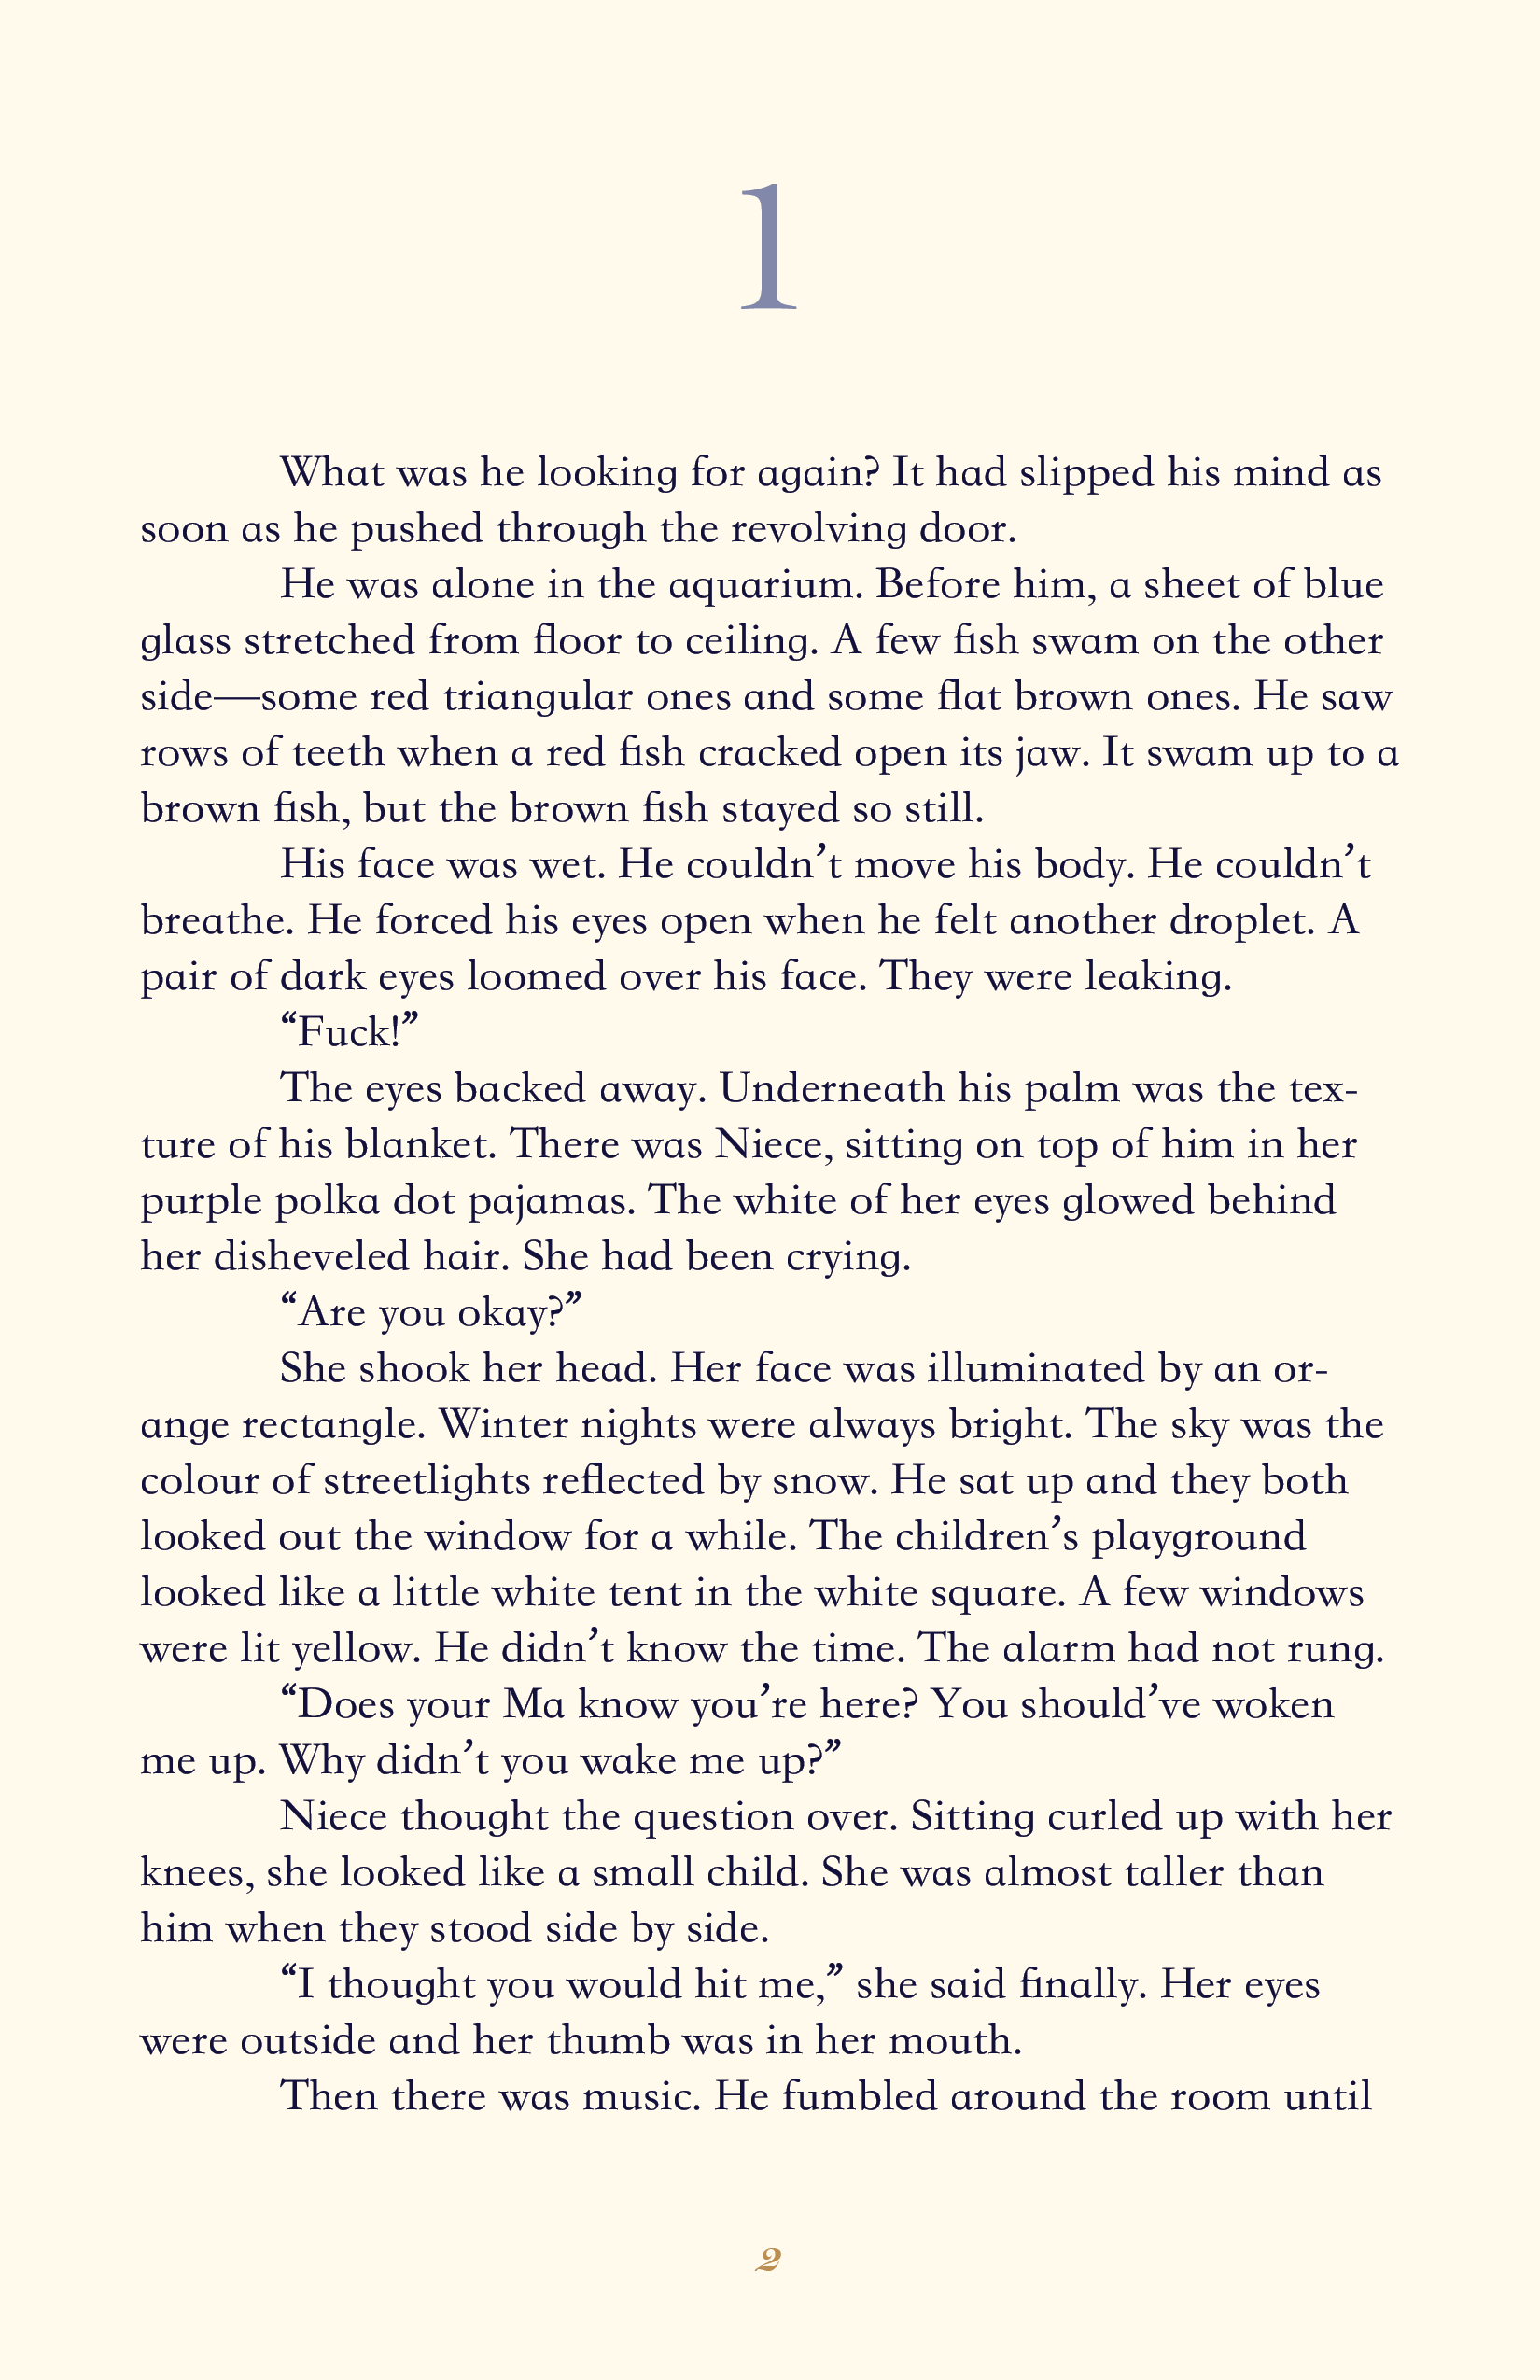 1
What was he looking for again? It had slipped his mind as
soon as he pushed through the revolving door.
He was alone in the aquarium. Before him, a sheet of blue
glass stretched from floor to ceiling. A few fish swam on the other
side—some red triangular ones and some flat brown ones. He saw
rows of teeth when a red fish cracked open its jaw. It swam up to a
brown fish, but the brown fish stayed so still.
His face was wet. He couldn’t move his body. He couldn’t
breathe. He forced his eyes open when he felt another droplet. A
pair of dark eyes loomed over his face. They were leaking.
“Fuck!”
The eyes backed away. Underneath his palm was the tex-
ture of his blanket. There was Niece, sitting on top of him in her
purple polka dot pajamas. The white of her eyes glowed behind
her disheveled hair. She had been crying.
“Are you okay?”
She shook her head. Her face was illuminated by an or-
ange rectangle. Winter nights were always bright. The sky was the
colour of streetlights reflected by snow. He sat up and they both
looked out the window for a while. The children’s playground
looked like a little white tent in the white square. A few windows
were lit yellow. He didn’t know the time. The alarm had not rung.
“Does your Ma know you’re here? You should’ve woken
me up. Why didn’t you wake me up?”
Niece thought the question over. Sitting curled up with her
knees, she looked like a small child. She was almost taller than
him when they stood side by side.
“I thought you would hit me,” she said finally. Her eyes
were outside and her thumb was in her mouth.
Then there was music. He fumbled around the room until
2